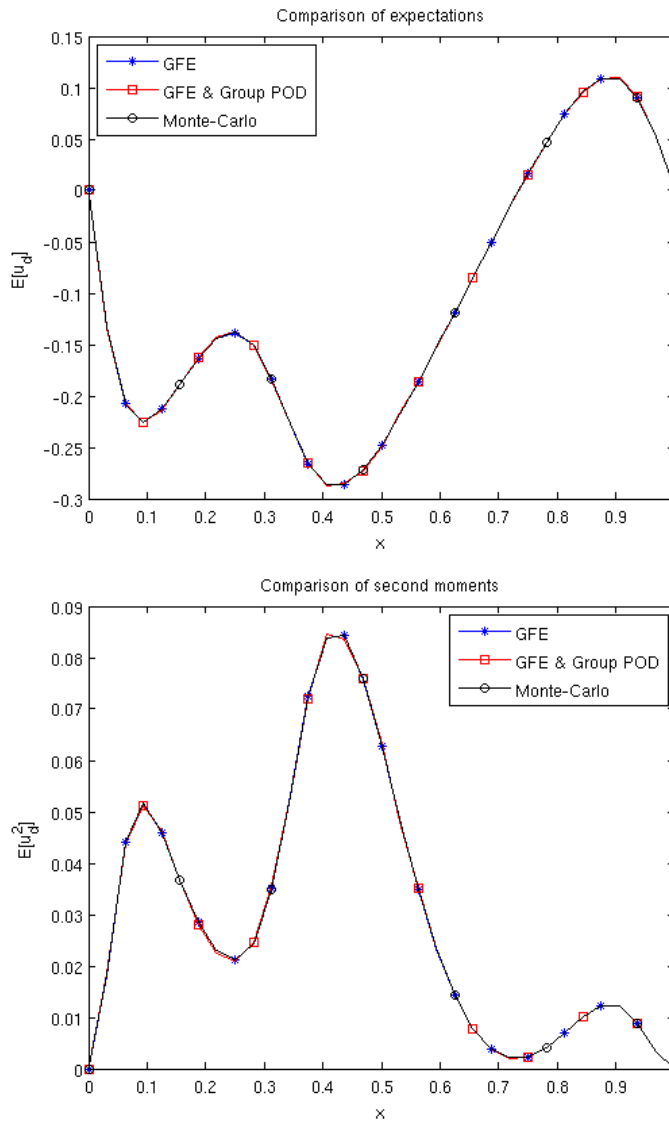 Comparison of expectations
0.15
0.1
0.05
0
-0.05
-0.1
-0.15
-0.2
-0.25
-0.3
E[u_d]
GFE
GFE & Group POD
Monte-Carlo
0 0.1 0.2 0.3 0.4 0.5 0.6 0.7 0.8 0.9
x
Comparison of second moments
0.09
0.08
0.07
0.06
0.05
0.04
0.03
0.02
0.01
0
E[u_d^2]
GFE
GFE & Group POD
Monte-Carlo
0 0.1 0.2 0.3 0.4 0.5 0.6 0.7 0.8 0.9
x